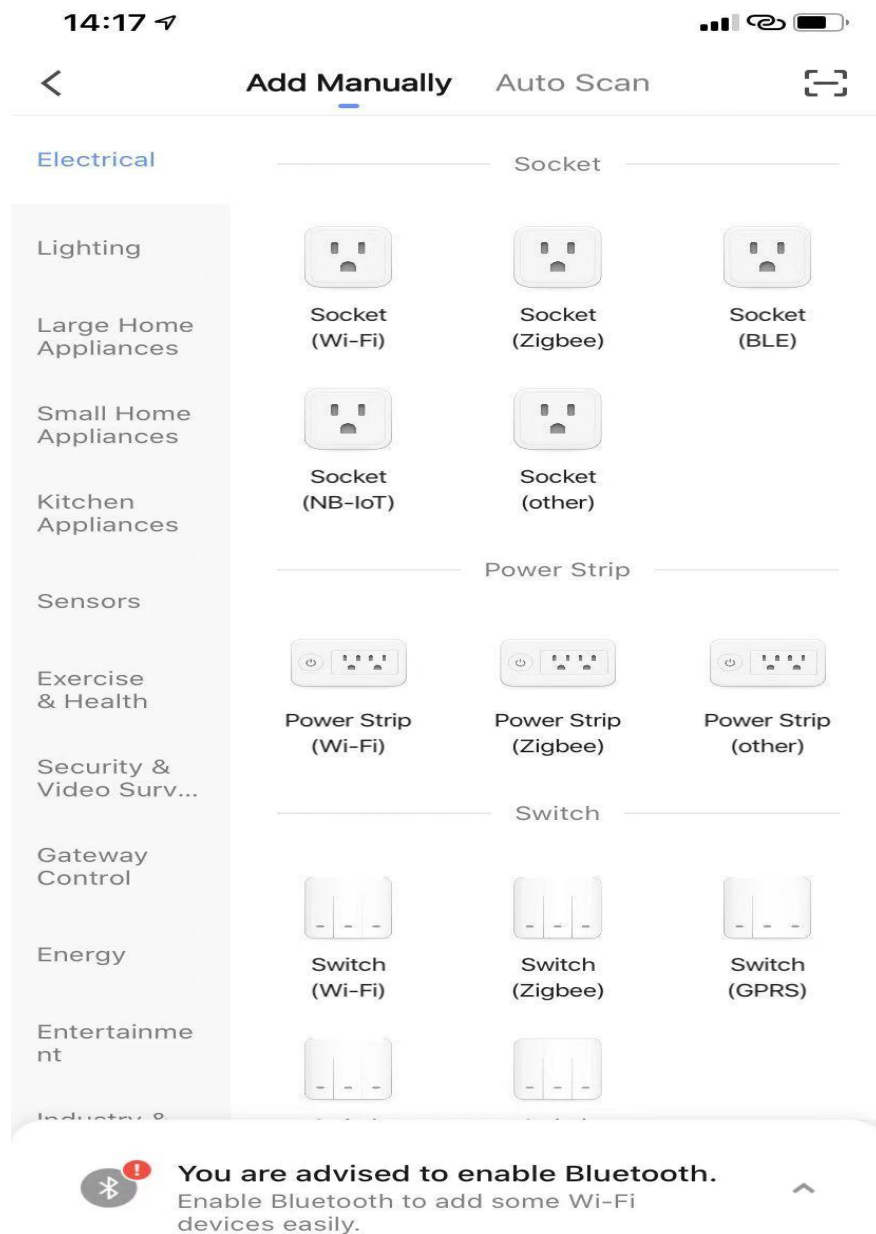 14:17
Add Manually
Auto Scan
Electrical
Lighting
Large Home
Appliances
Small Home
Appliances
Kitchen
Appliances
Sensors
Exercise
& Health
Security &
Video Surv...
Gateway
Control
Energy
Entertainme
nt
Industry &
Socket
Socket
(Wi-Fi)
Socket
(Zigbee)
Socket
(BLE)
Socket
(NB-IoT)
Socket
(other)
Power Strip
Power Strip
(Wi-Fi)
Power Strip
(Zigbee)
Power Strip
(other)
Switch
Switch
(Wi-Fi)
Switch
(Zigbee)
Switch
(GPRS)
You are advised to enable Bluetooth.
Enable Bluetooth to add some Wi-Fi
devices easily.